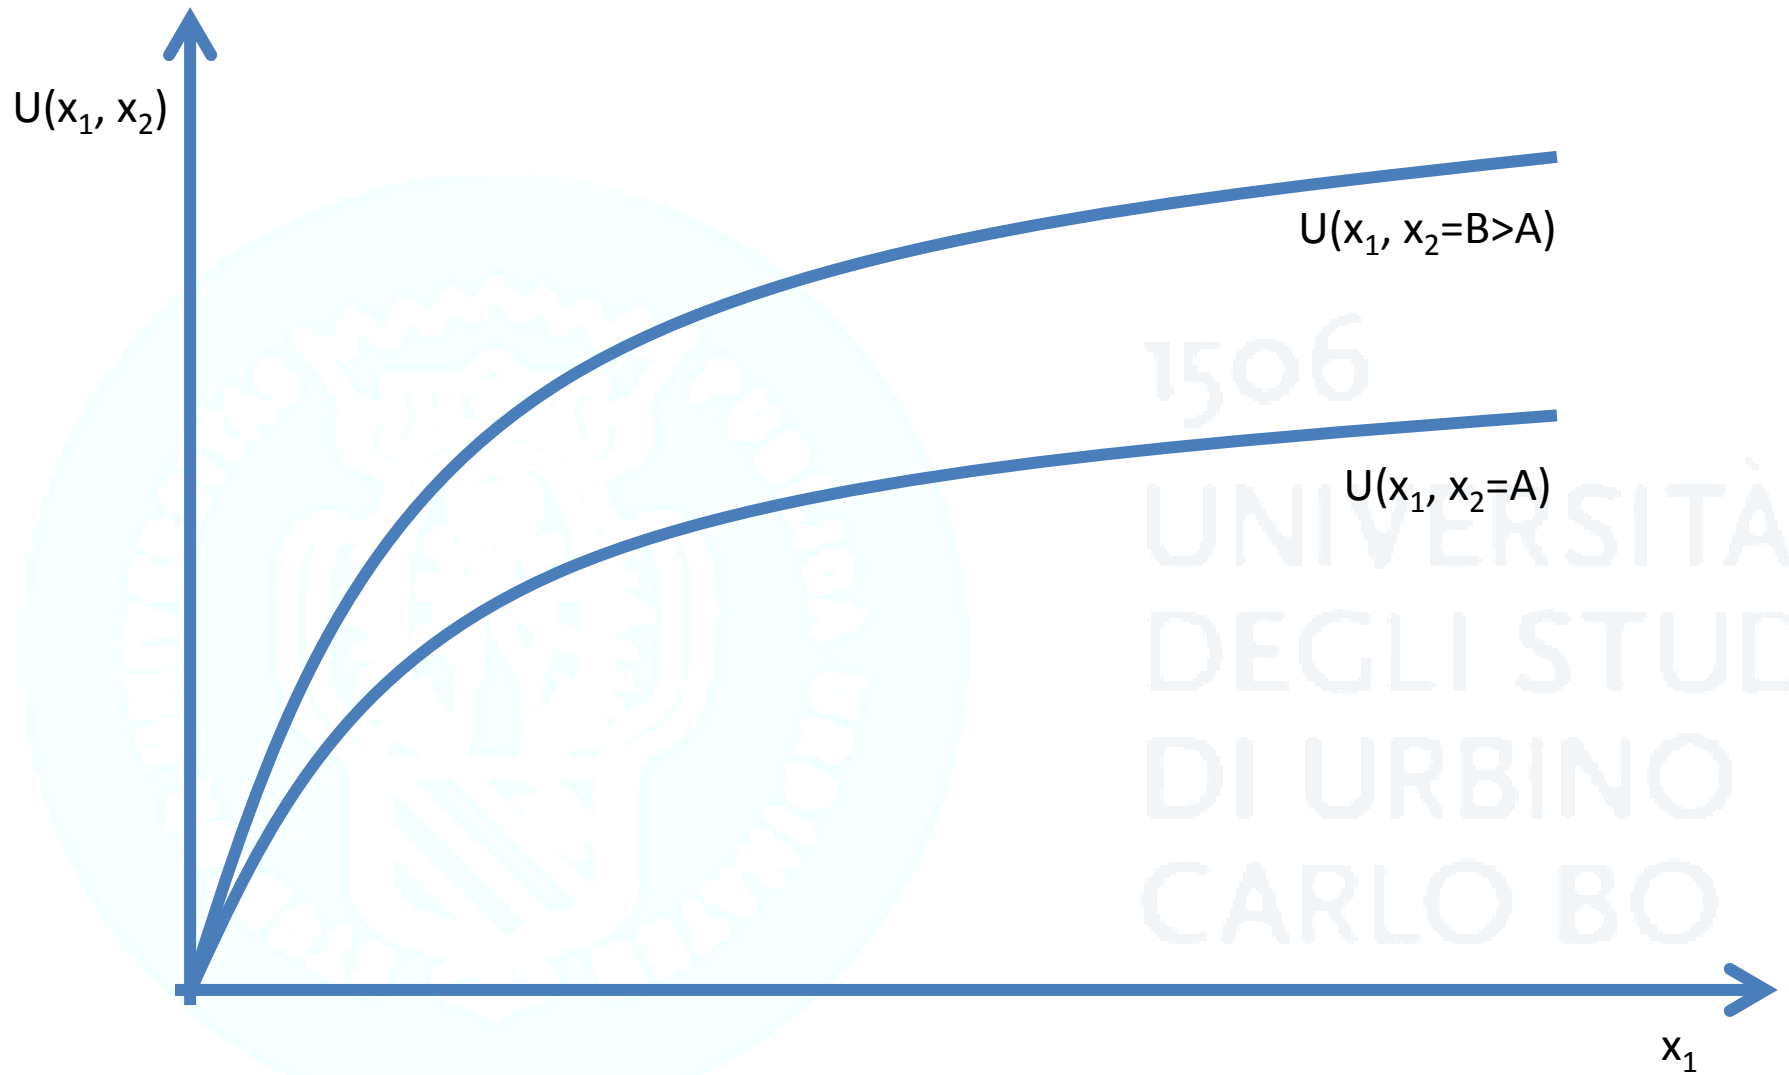 U(x₁, x₂)
U(x₁, x₂=B>A)
1506
U(x₁, x₂=A)
UNIVERSITÀ
DEGLI STUD
DI URBINO
CARLO BO
x₁